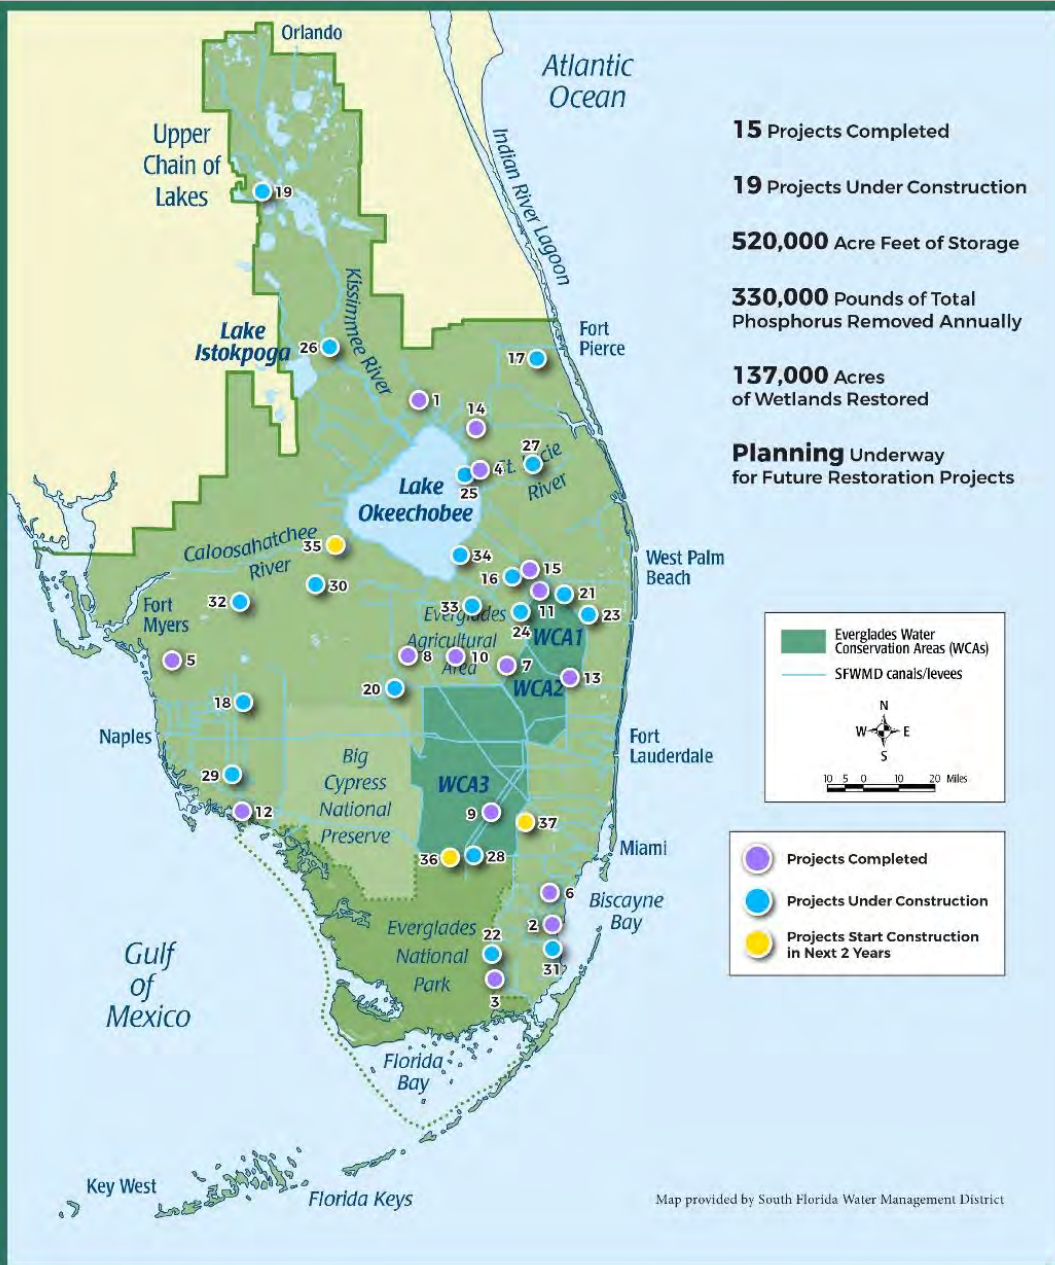 Orlando
Atlantic
Ocean
Upper
Chain of
Lakes
19
Indian River Lagoon
Kissimmee River
Lake
Istokpoga
26
Fort
Pierce
17
1
14
27
4
St. Lucie
River
25
Lake
Okeechobee
Caloosahatchee
River
35
34
West Palm
Beach
15
16
30
21
32
33
11
23
24
Fort
Myers
Everglades
Agricultural
Area
WCA1
5
8
10
7
13
WCA2
20
18
Naples
Fort
Lauderdale
Big
Cypress
National
Preserve
WCA3
29
12
9
37
36
28
Miami
6
Biscayne
Bay
2
Everglades
National
Park
22
31
3
Gulf
of
Mexico
Florida
Bay
Key West
Florida Keys
15 Projects Completed
19 Projects Under Construction
520,000 Acre Feet of Storage
330,000 Pounds of Total
Phosphorus Removed Annually
137,000 Acres
of Wetlands Restored
Planning Underway
for Future Restoration Projects
Everglades Water
Conservation Areas (WCAs)
SFWMD canals/levees
N
W E
S
10 5 0 10 20 Miles
Projects Completed
Projects Under Construction
Projects Start Construction
in Next 2 Years
Map provided by South Florida Water Management District